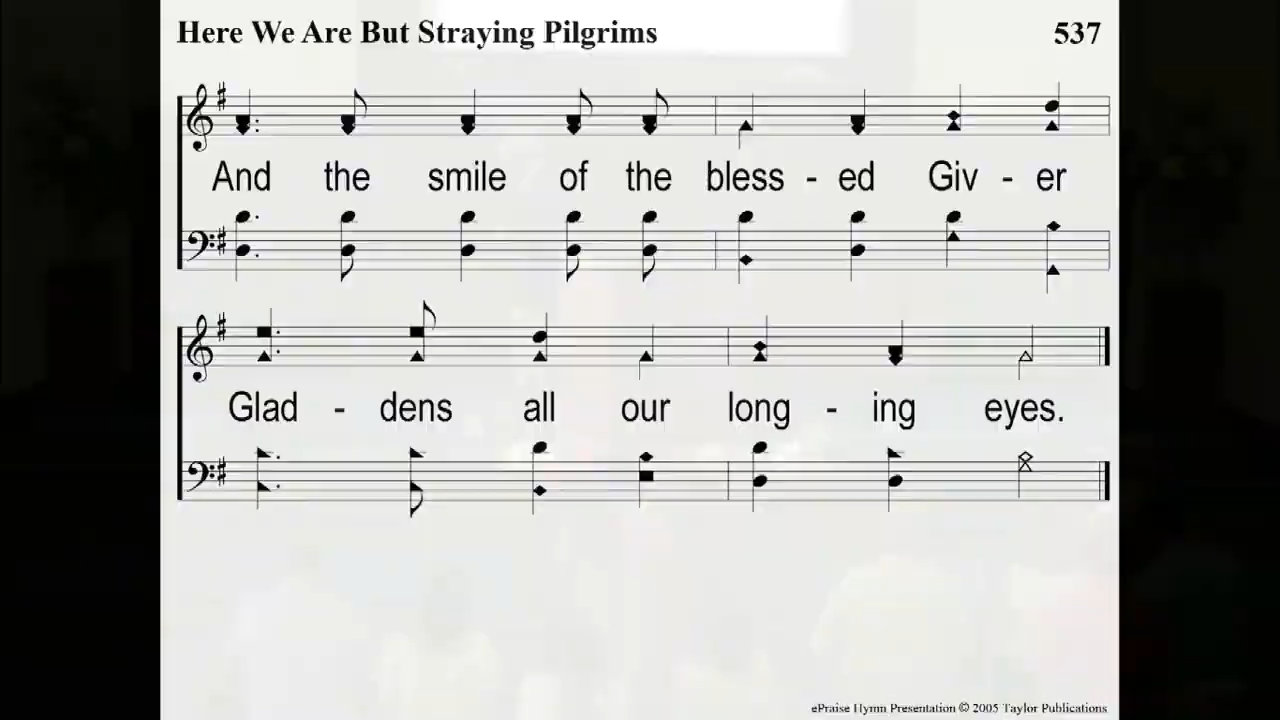 Here We Are But Straying Pilgrims 537
And the smile of the bless - ed Giv - er
Glad - dens all our long - ing eyes.
ePraise Hymn Presentation © 2005 Taylor Publications